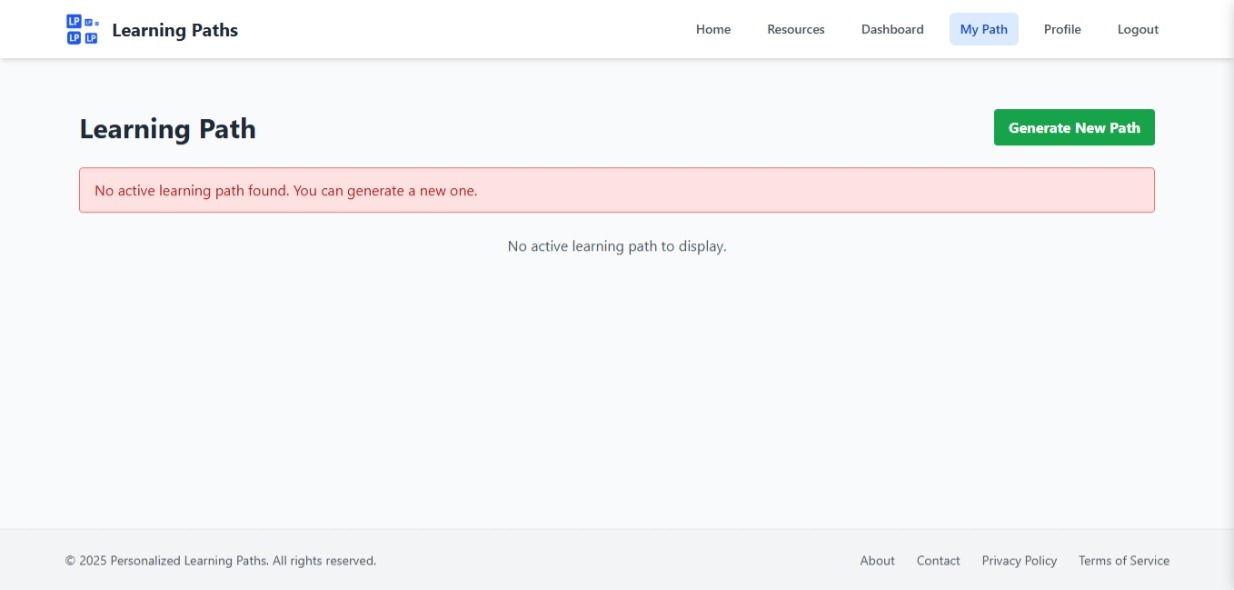 LP LP LP LP Learning Paths Home Resources Dashboard My Path Profile Logout
Learning Path Generate New Path
No active learning path found. You can generate a new one.
No active learning path to display.
© 2025 Personalized Learning Paths. All rights reserved. About Contact Privacy Policy Terms of Service